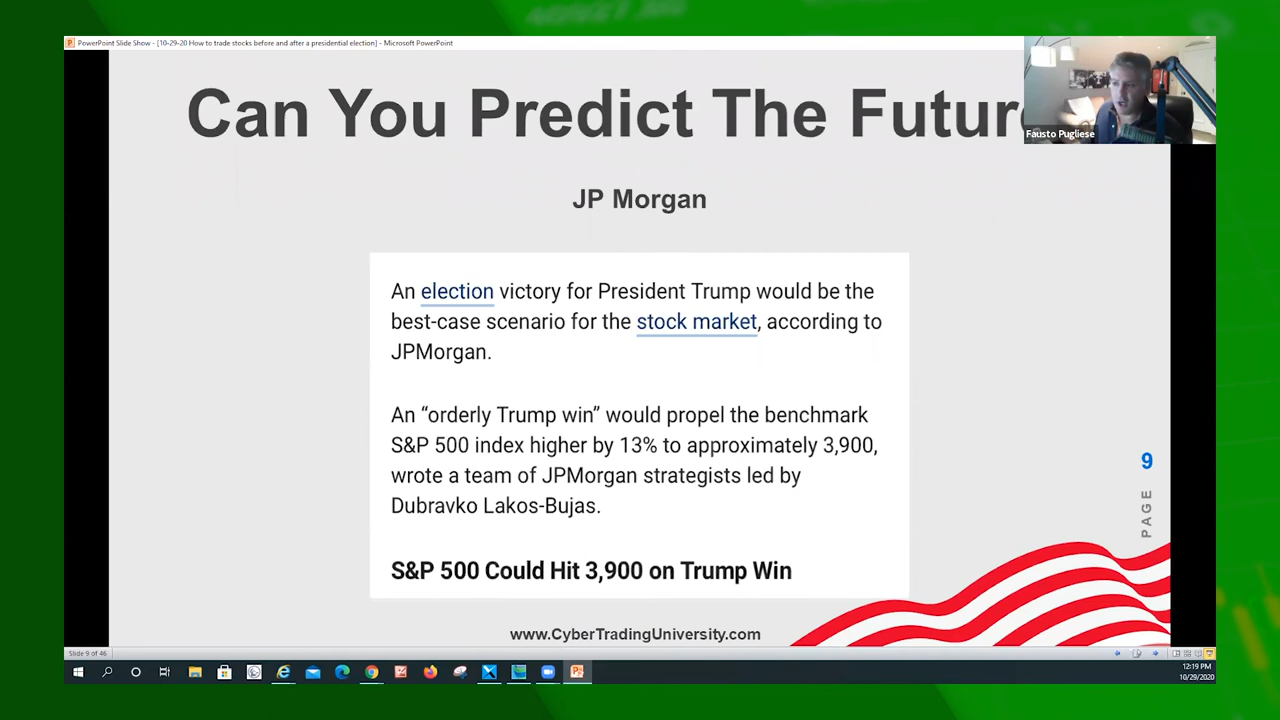 PowerPoint Slide Show - [10-29-20 How to trade stocks before and after a presidential election] - Microsoft PowerPoint
Can You Predict The Future
Fausto Pugliese
JP Morgan
An election victory for President Trump would be the
best-case scenario for the stock market, according to
JPMorgan.
An “orderly Trump win” would propel the benchmark
S&P 500 index higher by 13% to approximately 3,900,
wrote a team of JPMorgan strategists led by
Dubravko Lakos-Bujas.
S&P 500 Could Hit 3,900 on Trump Win
9
PAGE
www.CyberTradingUniversity.com
Slide 9 of 46
12:19 PM
10/29/2020